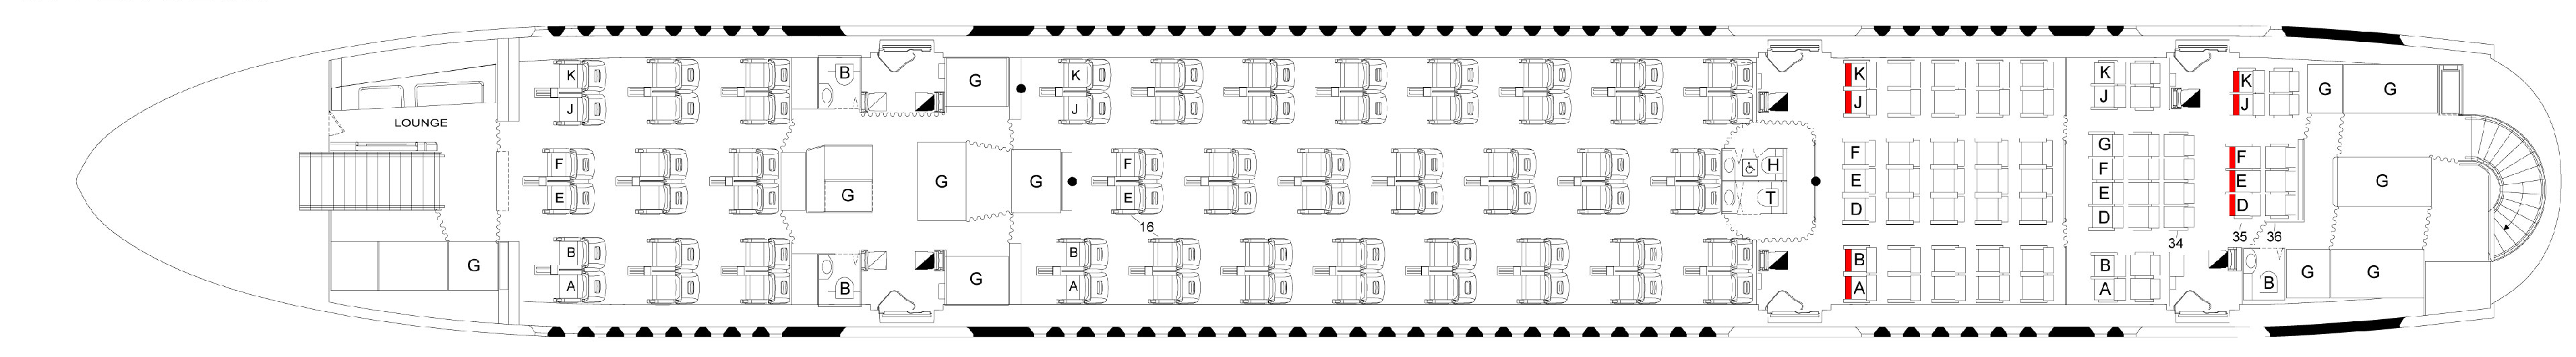 K K K K K
B G G G
J J J J J
LOUNGE
G
F F F H F F
G G G
E E E E E
G T D D D
16
34 35 36
B B B B
G G G G
A B A A A B